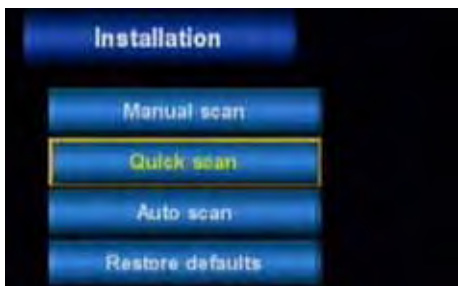 Installation
Manual scan
Quick scan
Auto scan
Restore defaults